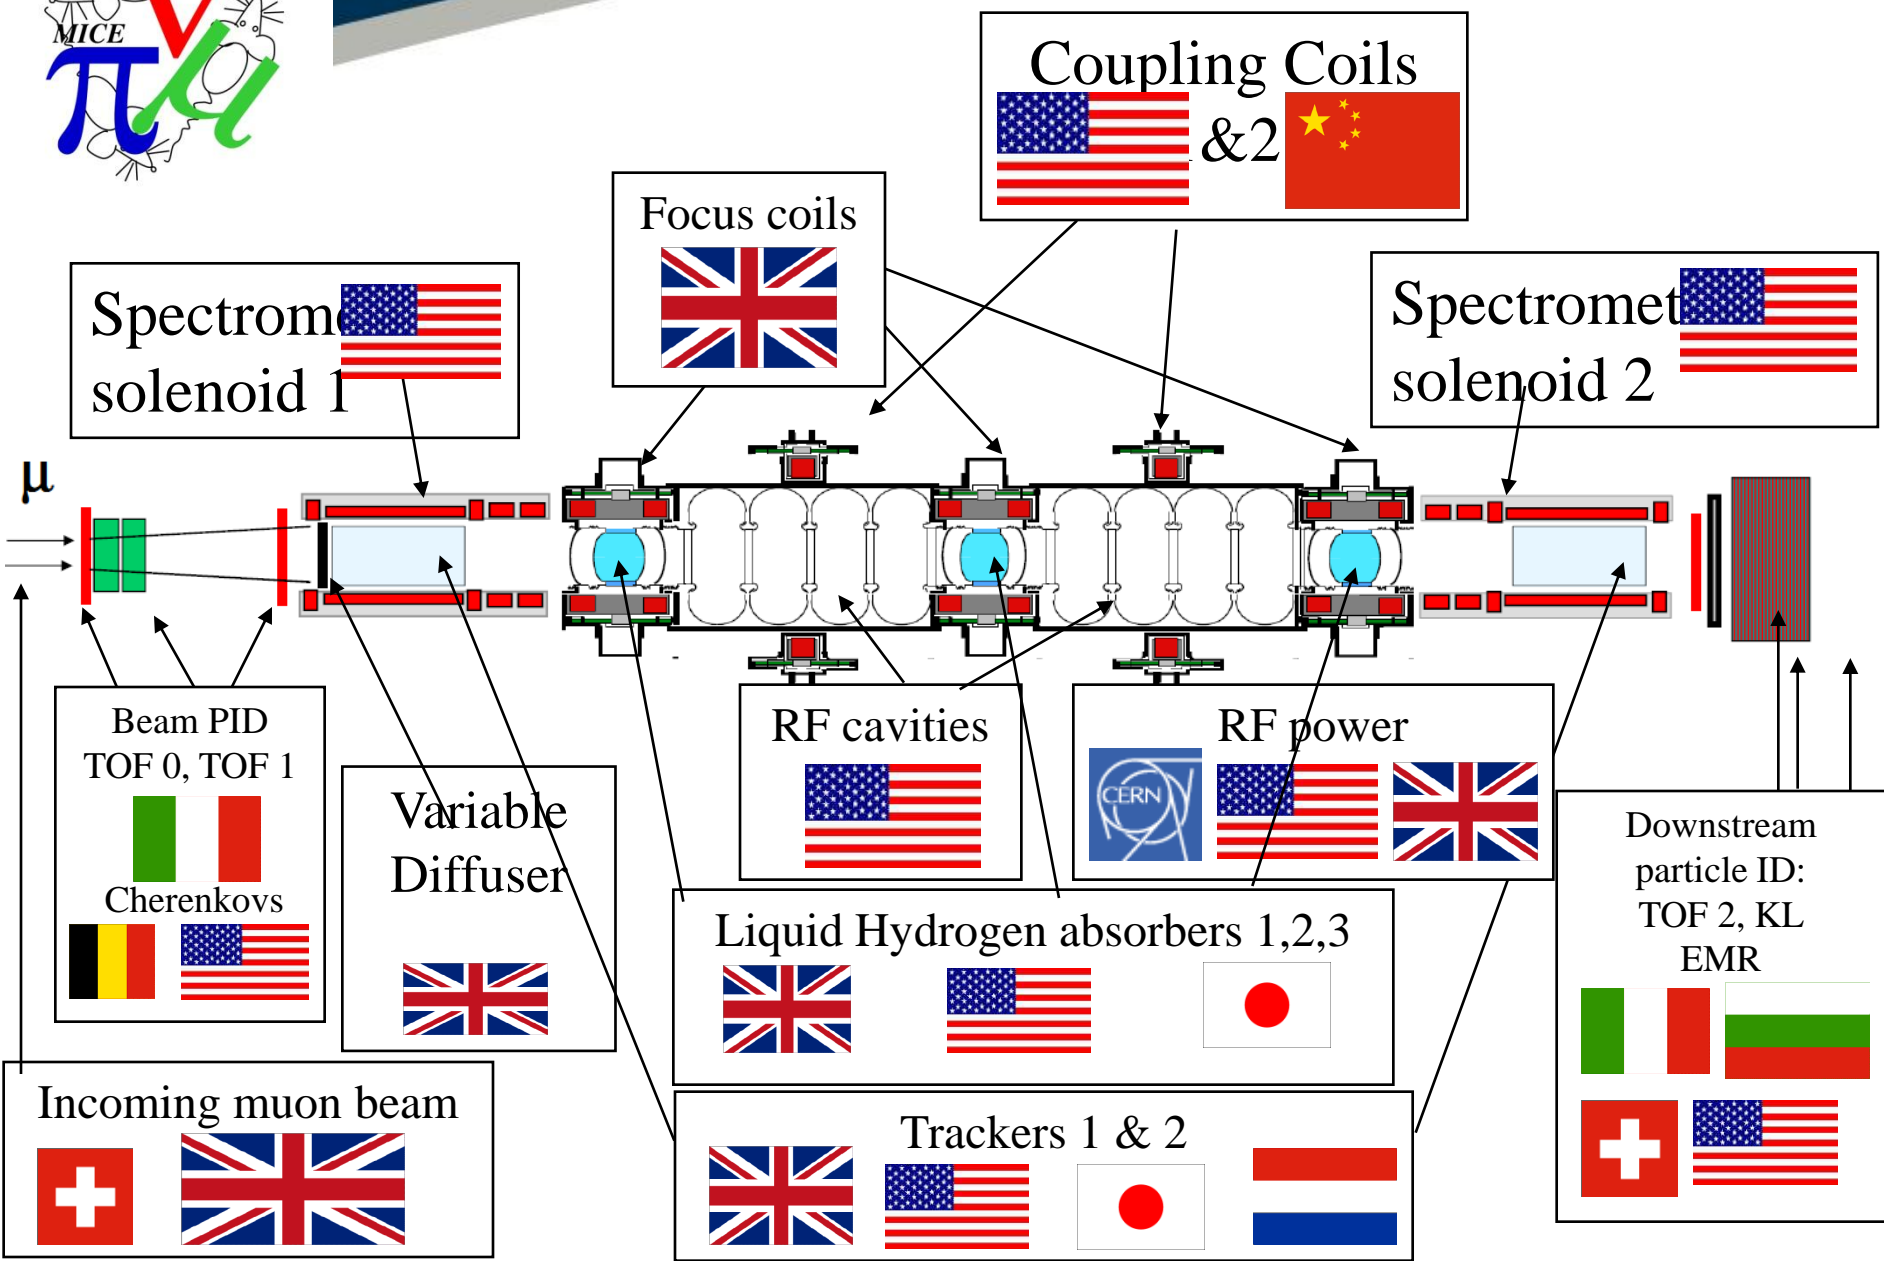 MICE
ν
π μ
Coupling Coils
&2
Focus coils
solenoid 1
solenoid 2
μ
Beam PID
TOF 0, TOF 1
Cherenkovs
Variable
Diffuser
RF cavities
RF power
CERN
Liquid Hydrogen absorbers 1,2,3
Downstream
particle ID:
TOF 2, KL
EMR
Incoming muon beam
Trackers 1 & 2